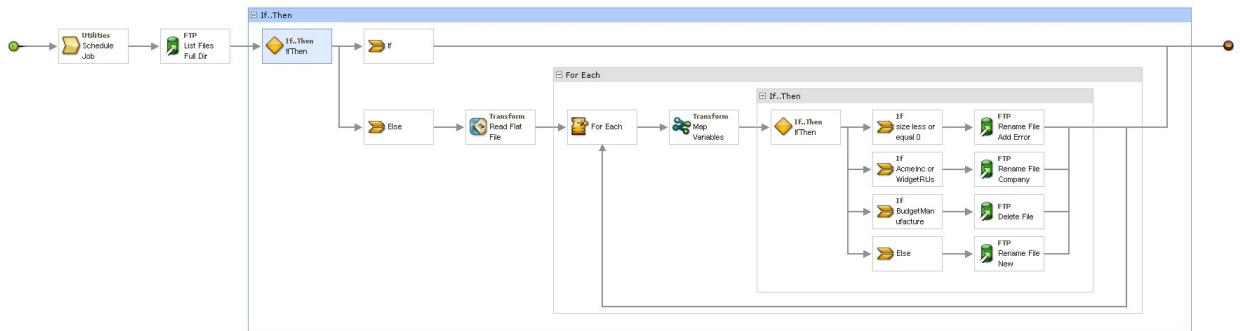 If..Then
Utilities
Schedule
Job
FTP
List Files
Full Dir
If..Then
IfThen
If
For Each
If..Then
Else
Transform
Read Flat
File
For Each
Transform
Map
Variables
If..Then
IfThen
If
size less or
equal 0
FTP
Rename File
Add Error
If
AcmeInc or
WidgetRUs
FTP
Rename File
Company
If
BudgetMan
ufacture
FTP
Delete File
Else
FTP
Rename File
New